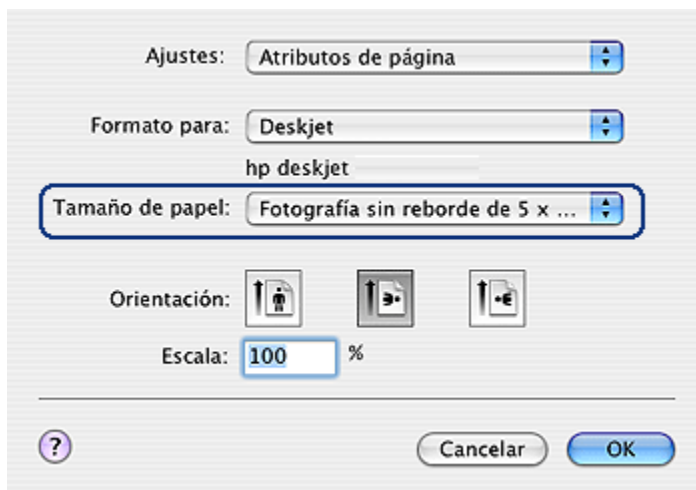 Ajustes: Atributos de página
Formato para: Deskjet
hp deskjet
Tamaño de papel: Fotografía sin reborde de 5 x ...
Orientación:
Escala: 100 %
?
Cancelar OK